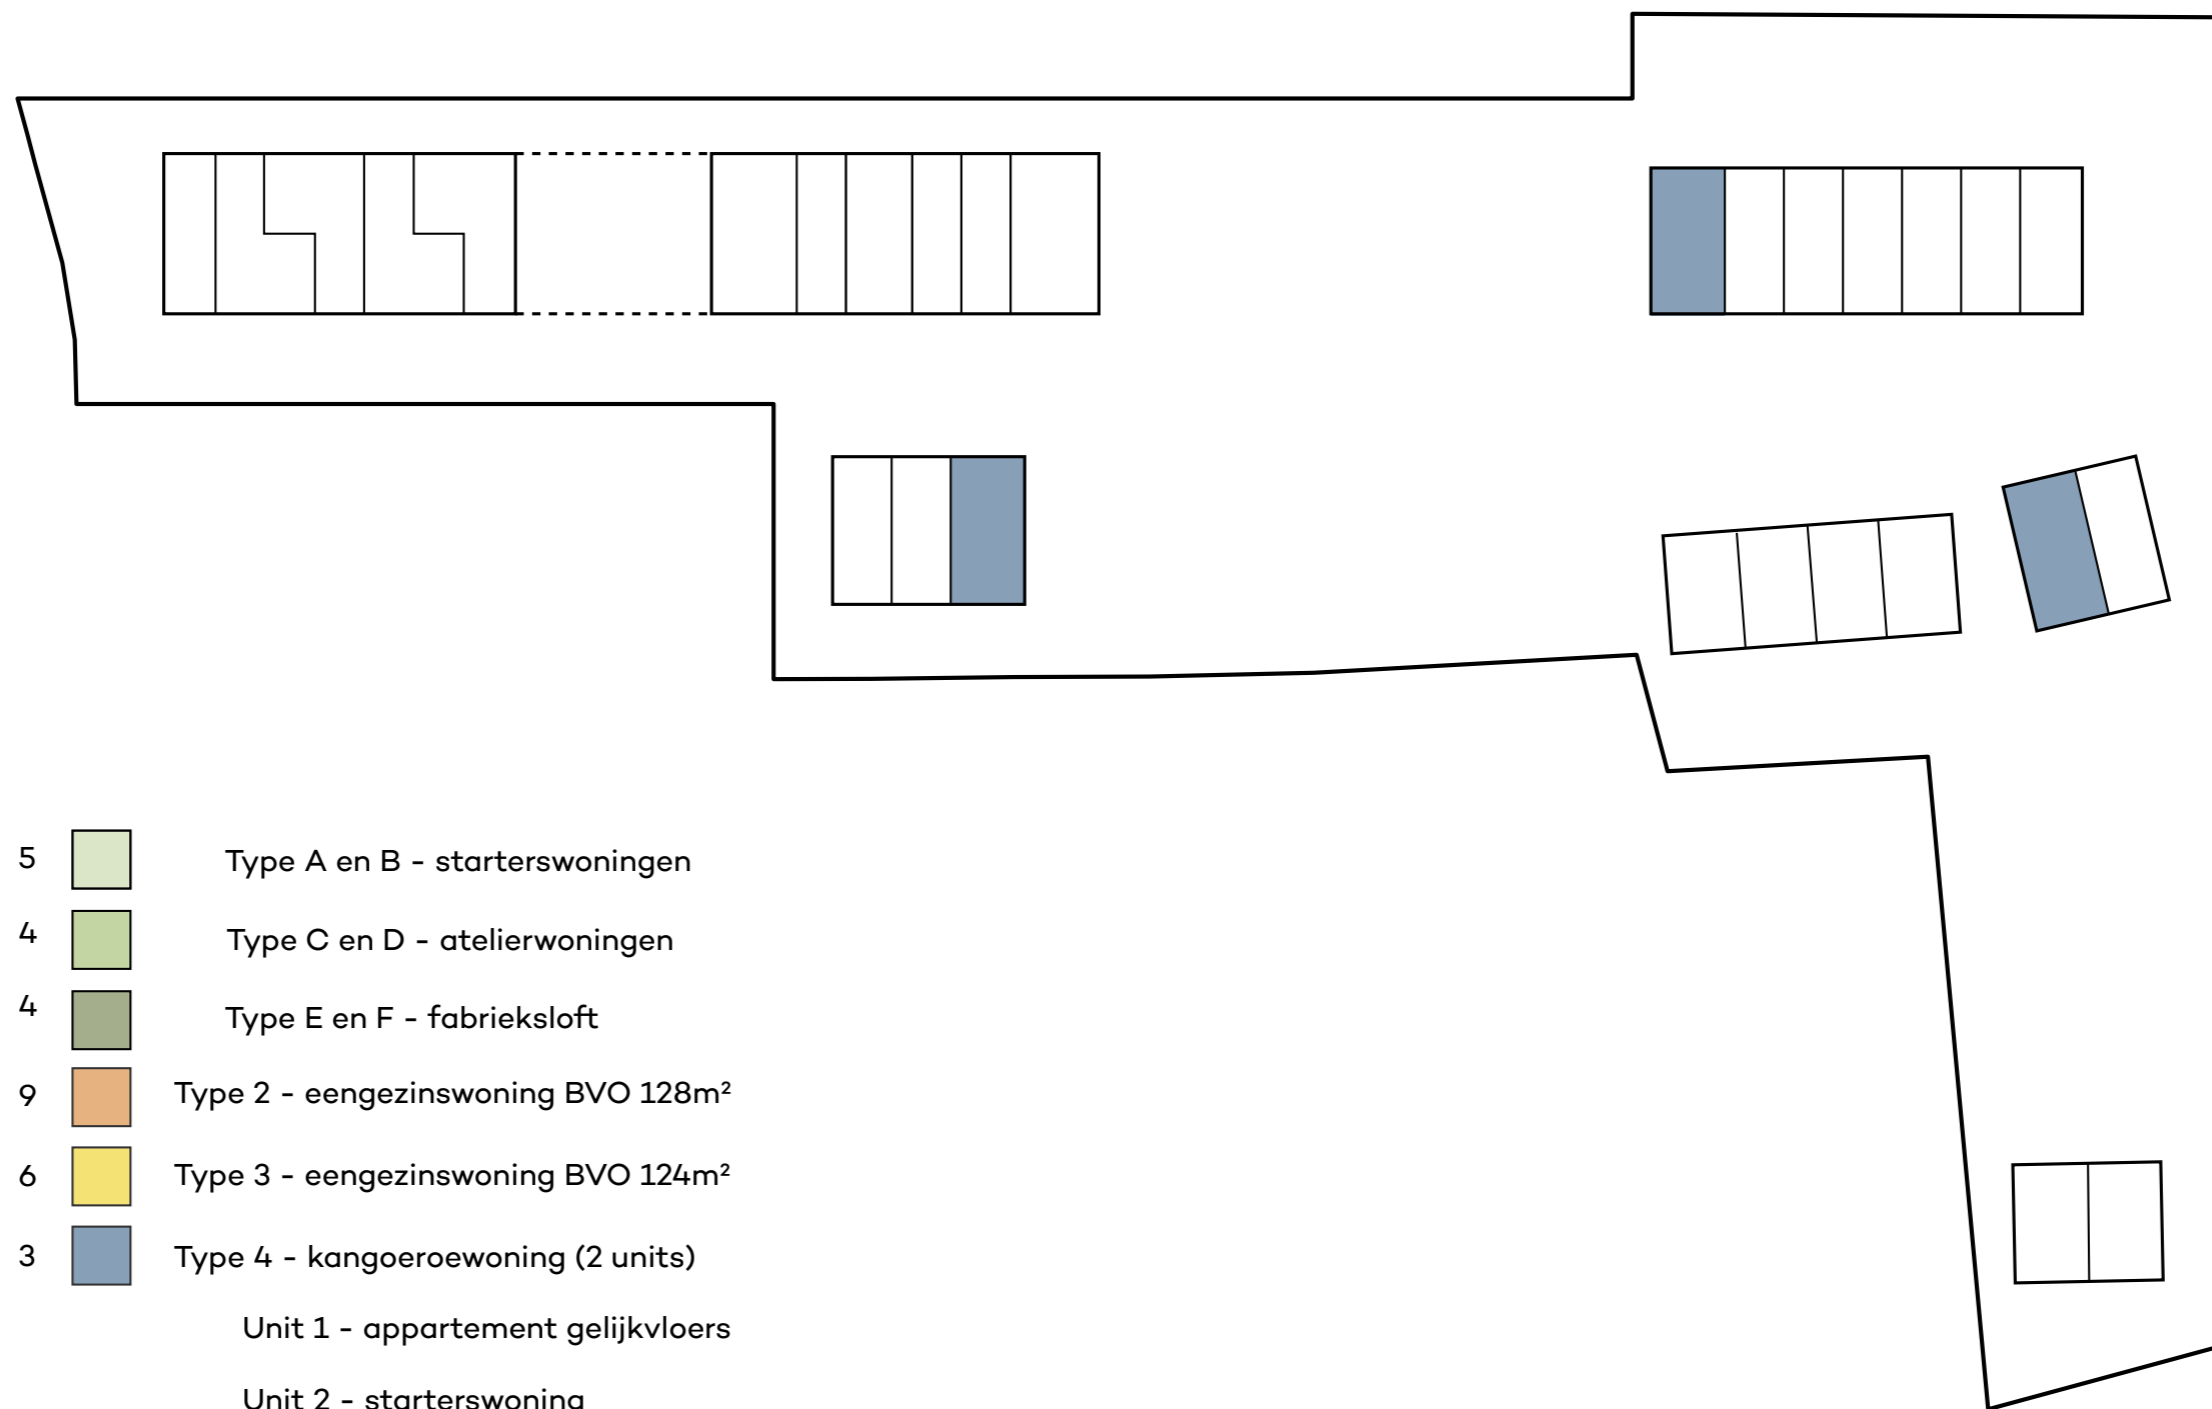 5 Type A en B - starterswoningen
4 Type C en D - atelierwoningen
4 Type E en F - fabrieksloft
9 Type 2 - eengezinswoning BVO 128m²
6 Type 3 - eengezinswoning BVO 124m²
3 Type 4 - kangoeroewoning (2 units)
Unit 1 - appartement gelijkvloers
Unit 2 - starterswoning